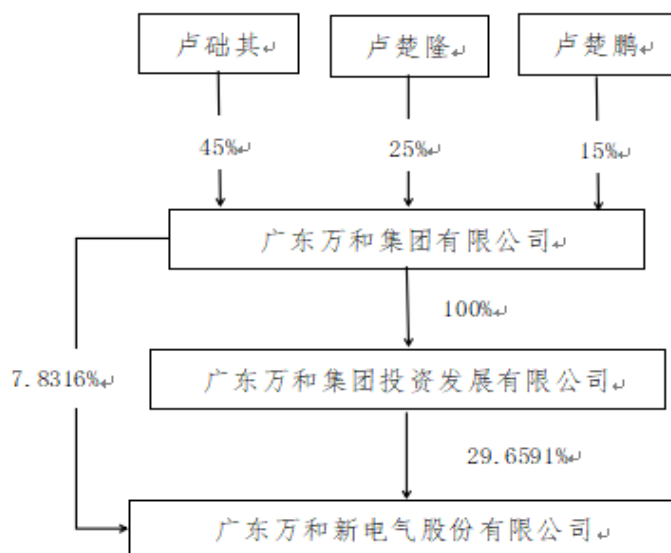 卢础其↵ 卢楚隆↵ 卢楚鹏↵
45%↵ 25%↵ 15%↵
广东万和集团有限公司↵
100%↵
7.8316%↵ 广东万和集团投资发展有限公司↵
29.6591%↵
广东万和新电气股份有限公司↵